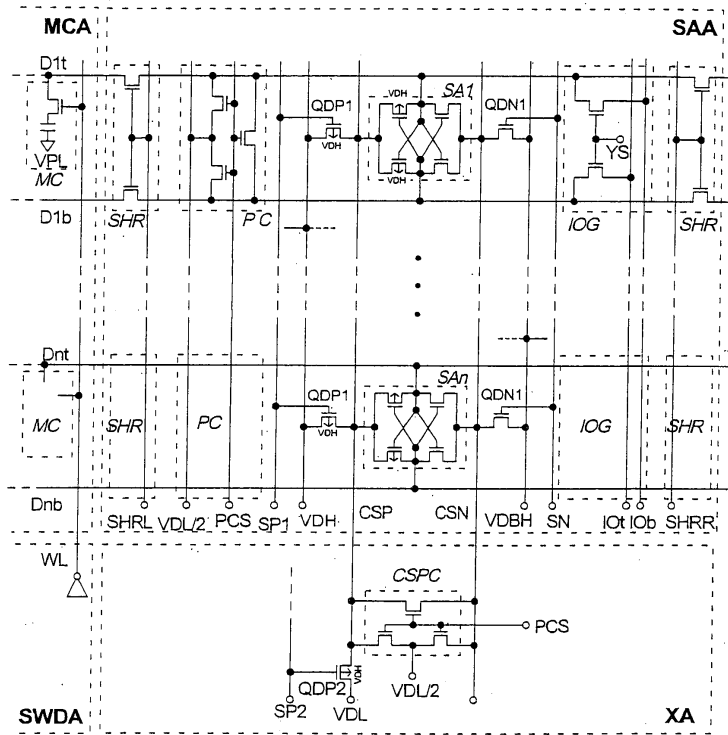 MCA SAA
D1t
SA1
QDP1 VDH QDN1
VDH
VDH
VPL YS
MC
D1b SHR PC IOG SHR
Dnt
SAn
QDP1 QDN1
MC SHR PC VDH IOG SHR
Dnb
SHRL VDL/2 PCS SP1 VDH CSP CSN VDBH SN IOt IOb SHRR
WL
CSPC
PCS
VDH
QDP2 VDL/2
SP2 VDL
SWDA XA